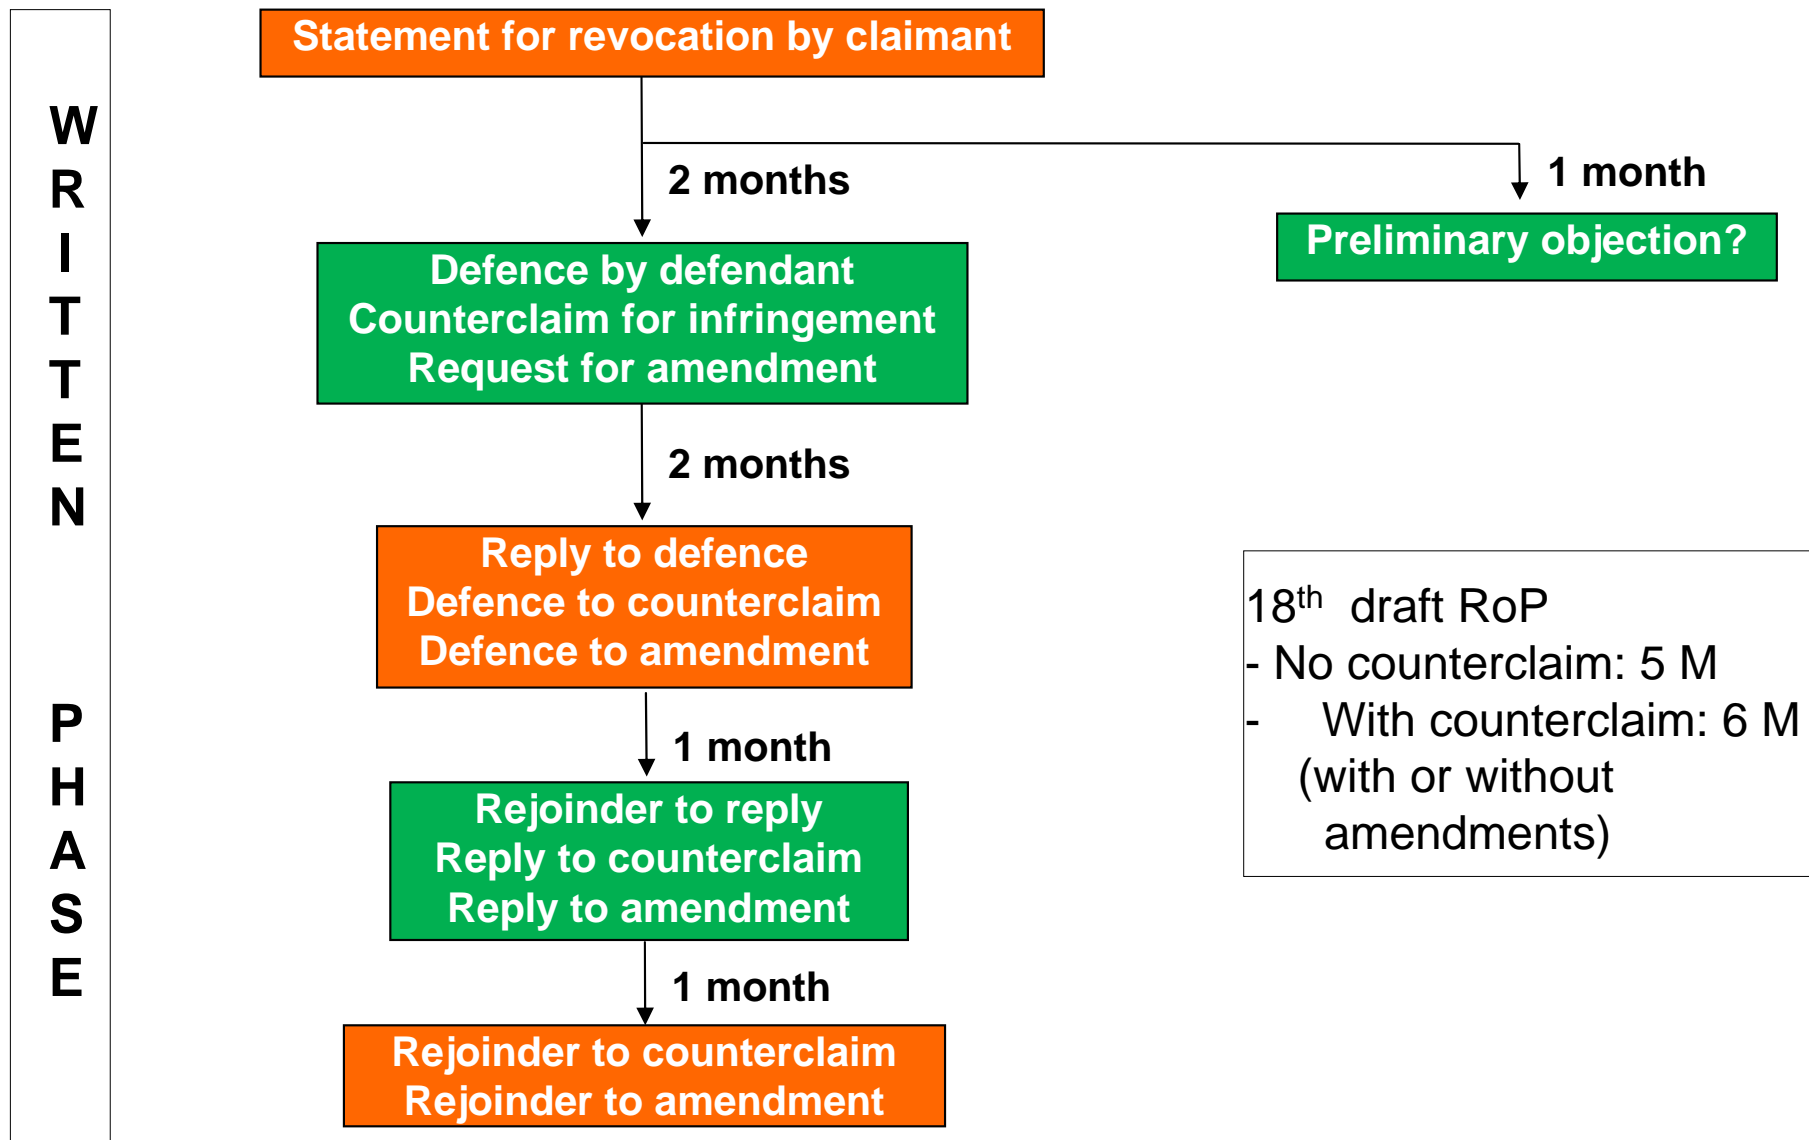 WRITTEN PHASE
Statement for revocation by claimant
2 months
1 month
Preliminary objection?
Defence by defendant
Counterclaim for infringement
Request for amendment
2 months
Reply to defence
Defence to counterclaim
Defence to amendment
18th draft RoP
- No counterclaim: 5 M
- With counterclaim: 6 M
(with or without
amendments)
1 month
Rejoinder to reply
Reply to counterclaim
Reply to amendment
1 month
Rejoinder to counterclaim
Rejoinder to amendment